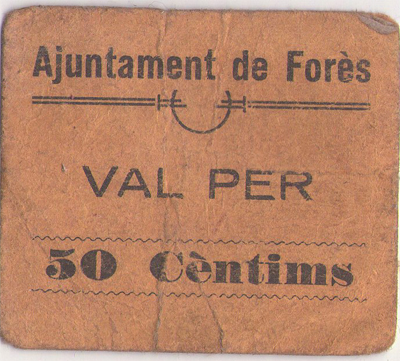 Ajuntament de Forès
VAL PER
50 Cèntims